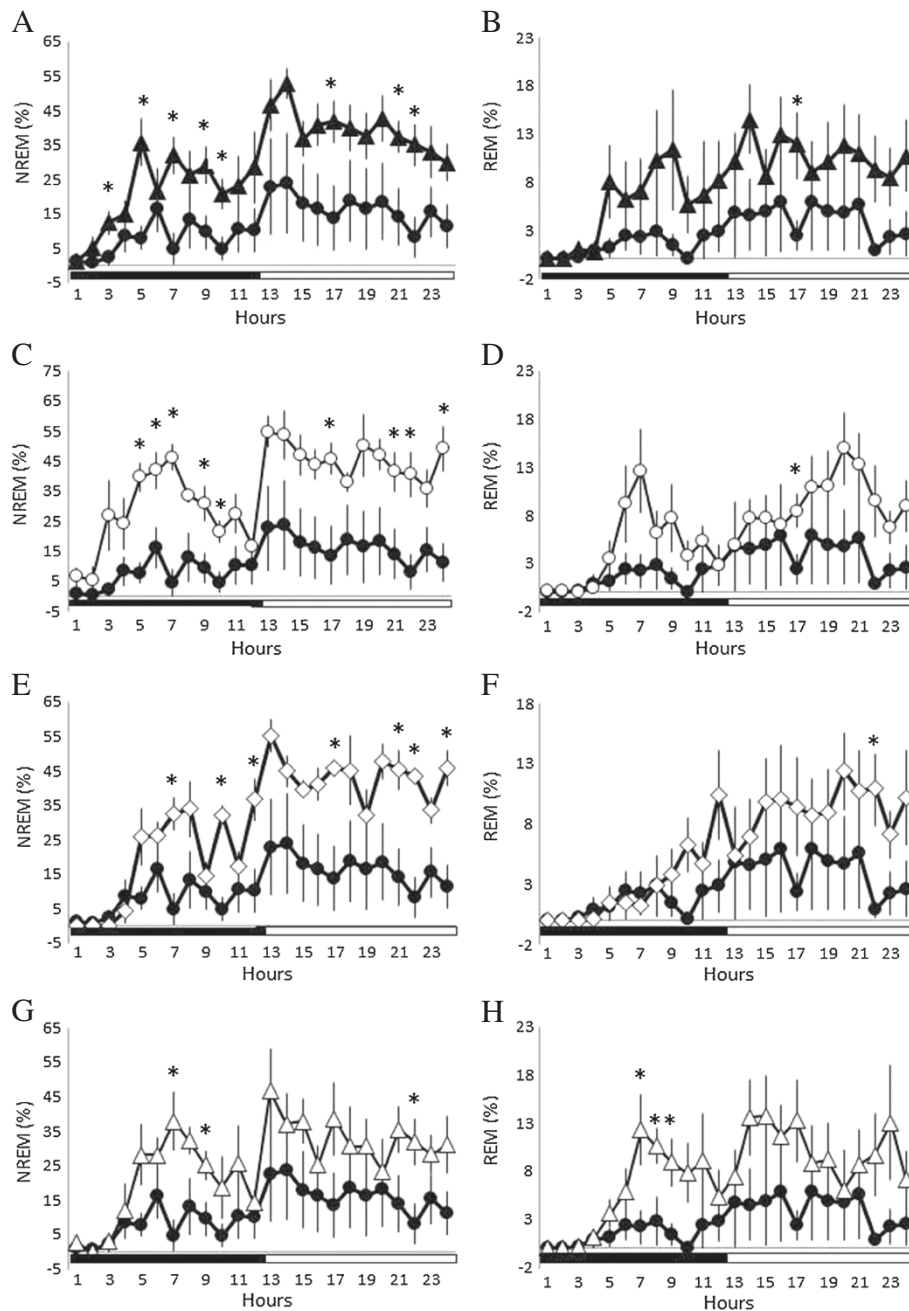 A
NREM (%)
65
55
45
35
25
15
5
-5
* * * * * * * *
1 3 5 7 9 11 13 15 17 19 21 23
Hours
B
REM (%)
23
18
13
8
3
-2
*
1 3 5 7 9 11 13 15 17 19 21 23
Hours
C
NREM (%)
75
65
55
45
35
25
15
5
-5
* * * * * * * * *
1 3 5 7 9 11 13 15 17 19 21 23
Hours
D
REM (%)
23
18
13
8
3
-2
*
1 3 5 7 9 11 13 15 17 19 21 23
Hours
E
NREM (%)
65
55
45
35
25
15
5
-5
* * * * * * *
1 3 5 7 9 11 13 15 17 19 21 23
Hours
F
REM (%)
18
13
8
3
-2
*
1 3 5 7 9 11 13 15 17 19 21 23
Hours
G
NREM (%)
65
55
45
35
25
15
5
-5
* * *
1 3 5 7 9 11 13 15 17 19 21 23
Hours
H
REM (%)
23
18
13
8
3
-2
* * *
1 3 5 7 9 11 13 15 17 19 21 23
Hours